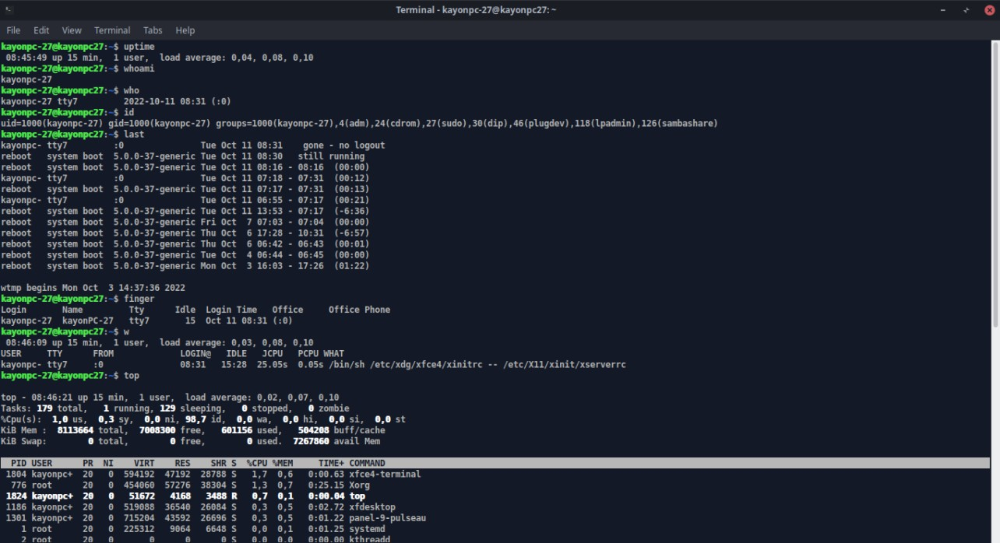 Terminal - kayonpc-27@kayonpc27: ~
File Edit View Terminal Tabs Help
kayonpc-27@kayonpc27:~$ uptime
 08:45:49 up 15 min,  1 user,  load average: 0,04, 0,08, 0,10
kayonpc-27@kayonpc27:~$ whoami
kayonpc-27
kayonpc-27@kayonpc27:~$ who
kayonpc-27 tty7         2022-10-11 08:31 (:0)
kayonpc-27@kayonpc27:~$ id
uid=1000(kayonpc-27) gid=1000(kayonpc-27) groups=1000(kayonpc-27),4(adm),24(cdrom),27(sudo),30(dip),46(plugdev),118(lpadmin),126(sambashare)
kayonpc-27@kayonpc27:~$ last
kayonpc- tty7         :0               Tue Oct 11 08:31    gone - no logout
reboot   system boot  5.0.0-37-generic Tue Oct 11 08:30   still running
reboot   system boot  5.0.0-37-generic Tue Oct 11 08:16 - 08:16  (00:00)
kayonpc- tty7         :0               Tue Oct 11 07:18 - 07:31  (00:12)
reboot   system boot  5.0.0-37-generic Tue Oct 11 07:17 - 07:31  (00:13)
kayonpc- tty7         :0               Tue Oct 11 06:55 - 07:17  (00:21)
reboot   system boot  5.0.0-37-generic Tue Oct 11 13:53 - 07:17  (-6:36)
reboot   system boot  5.0.0-37-generic Fri Oct  7 07:03 - 07:04  (00:00)
reboot   system boot  5.0.0-37-generic Thu Oct  6 17:28 - 10:31  (-6:57)
reboot   system boot  5.0.0-37-generic Thu Oct  6 06:42 - 06:43  (00:01)
reboot   system boot  5.0.0-37-generic Tue Oct  4 06:44 - 06:45  (00:00)
reboot   system boot  5.0.0-37-generic Mon Oct  3 16:03 - 17:26  (01:22)

wtmp begins Mon Oct  3 14:37:36 2022
kayonpc-27@kayonpc27:~$ finger
Login       Name       Tty      Idle  Login Time   Office     Office Phone
kayonpc-27  kayonPC-27   tty7       15  Oct 11 08:31 (:0)
kayonpc-27@kayonpc27:~$ w
 08:46:09 up 15 min,  1 user,  load average: 0,03, 0,08, 0,10
USER     TTY      FROM             LOGIN@   IDLE   JCPU   PCPU WHAT
kayonpc- tty7     :0               08:31   15:28  25.05s  0.05s /bin/sh /etc/xdg/xfce4/xinitrc -- /etc/X11/xinit/xserverrc
kayonpc-27@kayonpc27:~$ top

top - 08:46:21 up 15 min,  1 user,  load average: 0,02, 0,07, 0,10
Tasks: 179 total,   1 running, 129 sleeping,   0 stopped,   0 zombie
%Cpu(s):  1,0 us,  0,3 sy,  0,0 ni, 98,7 id,  0,0 wa,  0,0 hi,  0,0 si,  0,0 st
KiB Mem :  8113664 total,  7008300 free,   601156 used,   504208 buff/cache
KiB Swap:        0 total,        0 free,        0 used.  7267860 avail Mem

  PID USER      PR  NI    VIRT    RES    SHR S  %CPU %MEM     TIME+ COMMAND
 1804 kayonpc+  20   0  594192  47192  28788 S   1,7  0,6   0:00.63 xfce4-terminal
  776 root      20   0  454060  57276  38304 S   1,3  0,7   0:25.15 Xorg
 1824 kayonpc+  20   0   51672   4168   3488 R   0,7  0,1   0:00.04 top
 1186 kayonpc+  20   0  519088  36540  26084 S   0,3  0,5   0:02.72 xfdesktop
 1301 kayonpc+  20   0  715204  43592  26696 S   0,3  0,5   0:01.22 panel-9-pulseau
    1 root      20   0  225312   9064   6648 S   0,0  0,1   0:01.25 systemd
    2 root      20   0       0      0      0 S   0,0  0,0   0:00.00 kthreadd